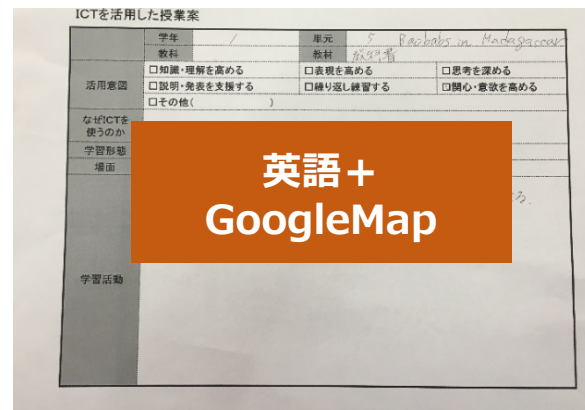 ICTを活用した授業案
学年 1 単元 5 Baobabs in Madagascar
教科 教材 教科書
活用意図 □知識・理解を高める □表現を高める □思考を深める
□説明・発表を支援する □繰り返し練習する □関心・意欲を高める
□その他( )
なぜICTを
使うのか
学習形態
場面
英語+
GoogleMap
る.
学習活動